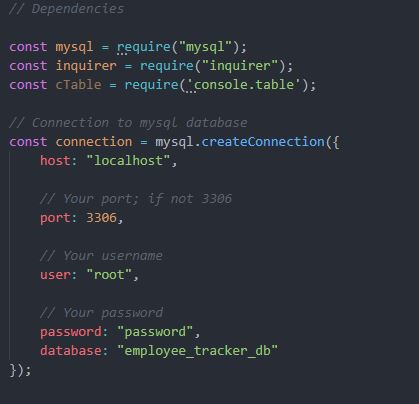 // Dependencies
const mysql = require("mysql");
const inquirer = require("inquirer");
const cTable = require('console.table');
// Connection to mysql database
const connection = mysql.createConnection({
host: "localhost",
// Your port; if not 3306
port: 3306,
// Your username
user: "root",
// Your password
password: "password",
database: "employee_tracker_db"
});